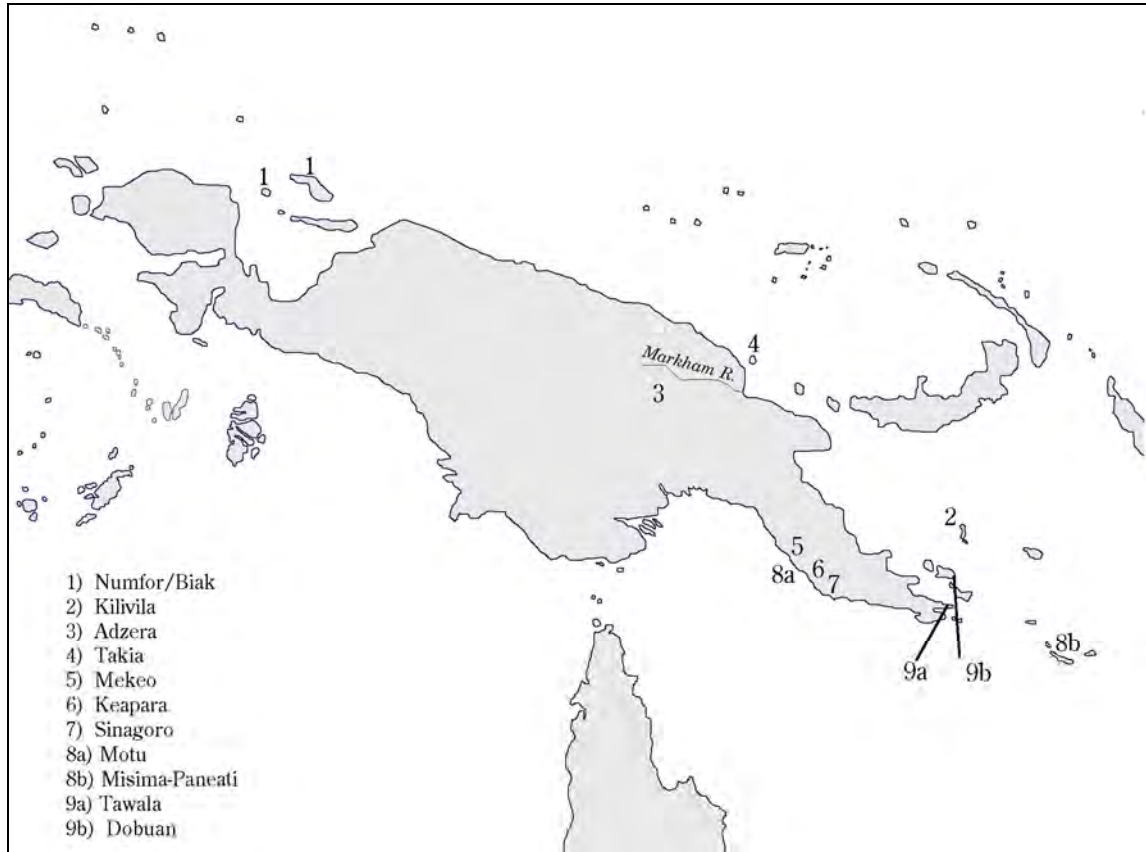 1
1
4
Markham R.
3
2
5
6
8a
7
8b
9a
9b
1) Numfor/Biak
2) Kilivila
3) Adzera
4) Takia
5) Mekeo
6) Keapara
7) Sinagoro
8a) Motu
8b) Misima-Paneati
9a) Tawala
9b) Dobuan